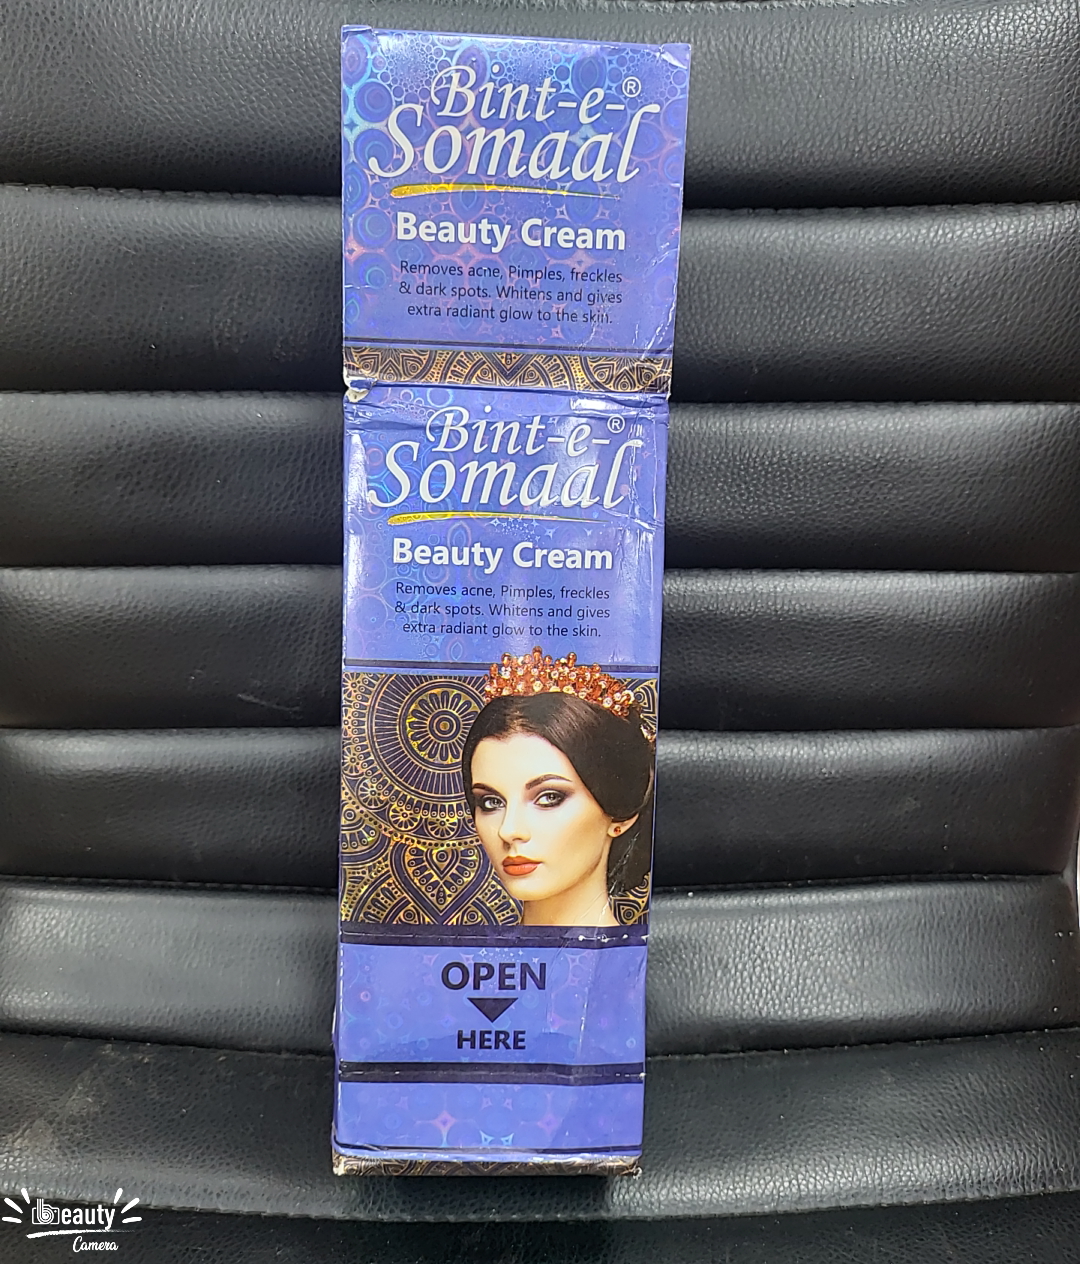 Bint-e-®
Somaal
Beauty Cream
Removes acne, Pimples, freckles
& dark spots. Whitens and gives
extra radiant glow to the skin.
Bint-e-®
Somaal
Beauty Cream
Removes acne, Pimples, freckles
& dark spots. Whitens and gives
extra radiant glow to the skin.
OPEN
HERE
beauty
Camera